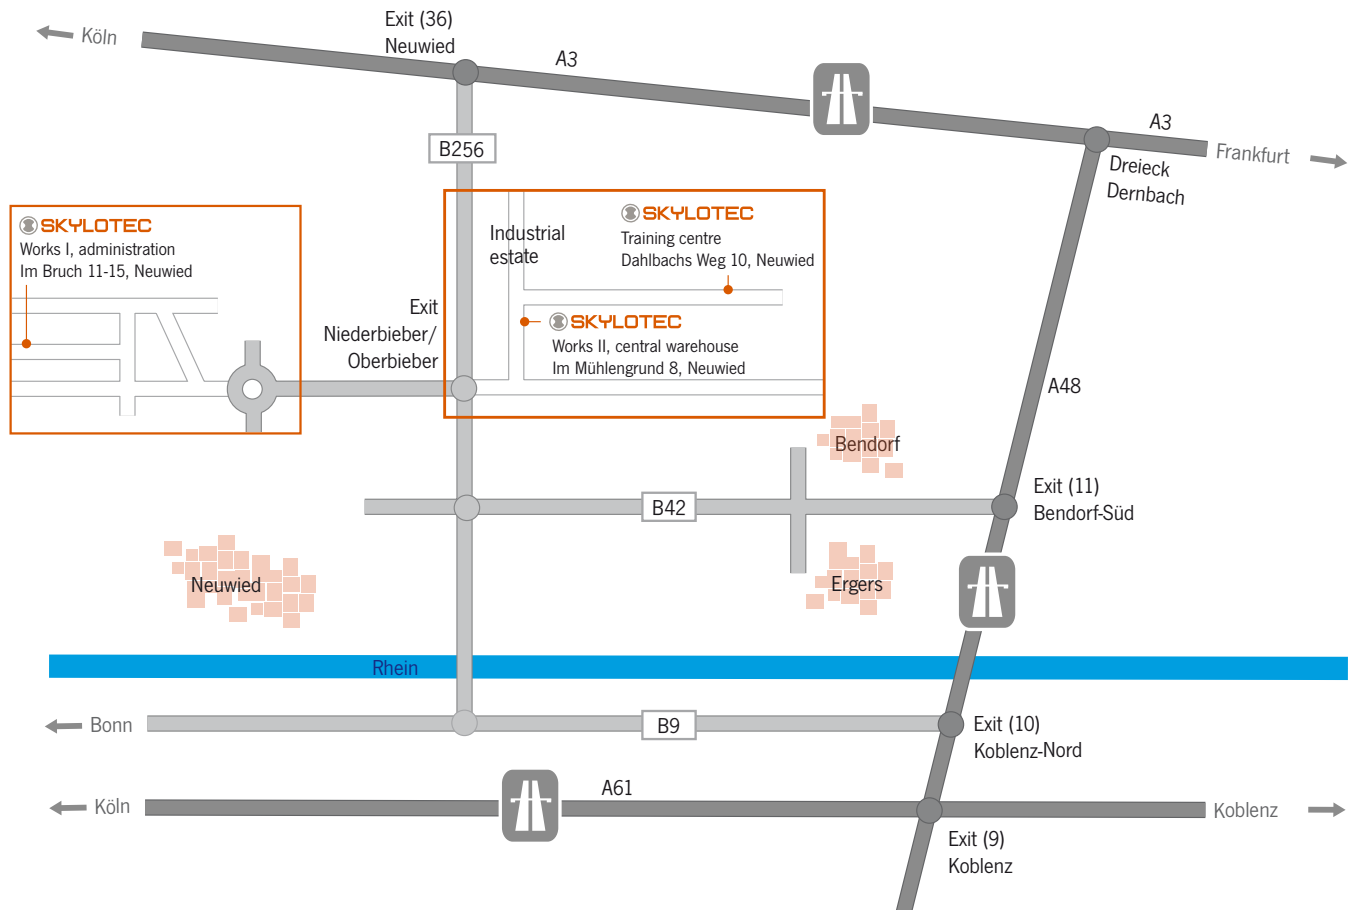 Exit (36)
Neuwied
Köln
A3
A3
Frankfurt
Dreieck
Dernbach
B256
SKYLOTEC
Works I, administration
Im Bruch 11-15, Neuwied
Industrial
estate
SKYLOTEC
Training centre
Dahlbachs Weg 10, Neuwied
SKYLOTEC
Works II, central warehouse
Im Mühlengrund 8, Neuwied
Exit
Niederbieber/
Oberbieber
A48
Bendorf
Exit (11)
Bendorf-Süd
B42
Neuwied
Ergers
Rhein
Bonn
B9
Exit (10)
Koblenz-Nord
Köln
A61
Koblenz
Exit (9)
Koblenz